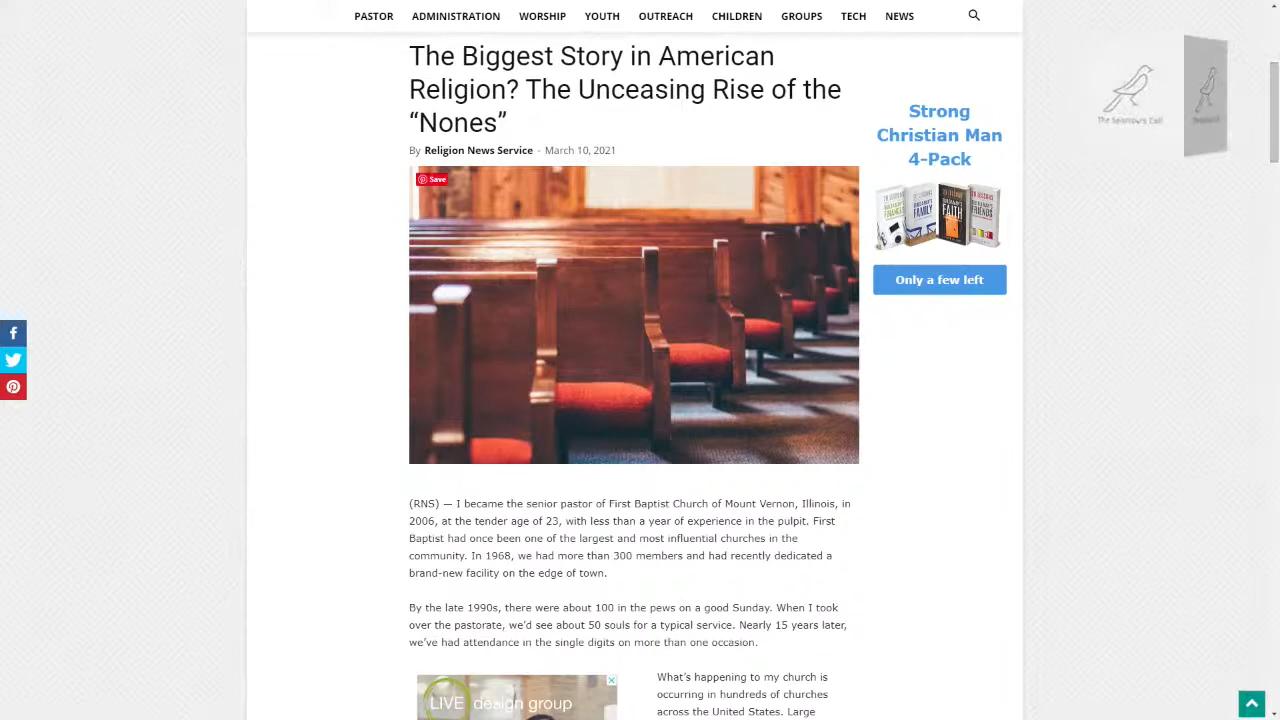 PASTOR ADMINISTRATION WORSHIP YOUTH OUTREACH CHILDREN GROUPS TECH NEWS
The Biggest Story in American
Religion? The Unceasing Rise of the
“Nones”
By Religion News Service - March 10, 2021
Save
(RNS) — I became the senior pastor of First Baptist Church of Mount Vernon, Illinois, in
2006, at the tender age of 23, with less than a year of experience in the pulpit. First
Baptist had once been one of the largest and most influential churches in the
community. In 1968, we had more than 300 members and had recently dedicated a
brand-new facility on the edge of town.
By the late 1990s, there were about 100 in the pews on a good Sunday. When I took
over the pastorate, we’d see about 50 souls for a typical service. Nearly 15 years later,
we’ve had attendance in the single digits on more than one occasion.
LIVE design group
What’s happening to my church is
occurring in hundreds of churches
across the United States. Large
Strong
Christian Man
4-Pack
FAMILY
FAITH
Only a few left